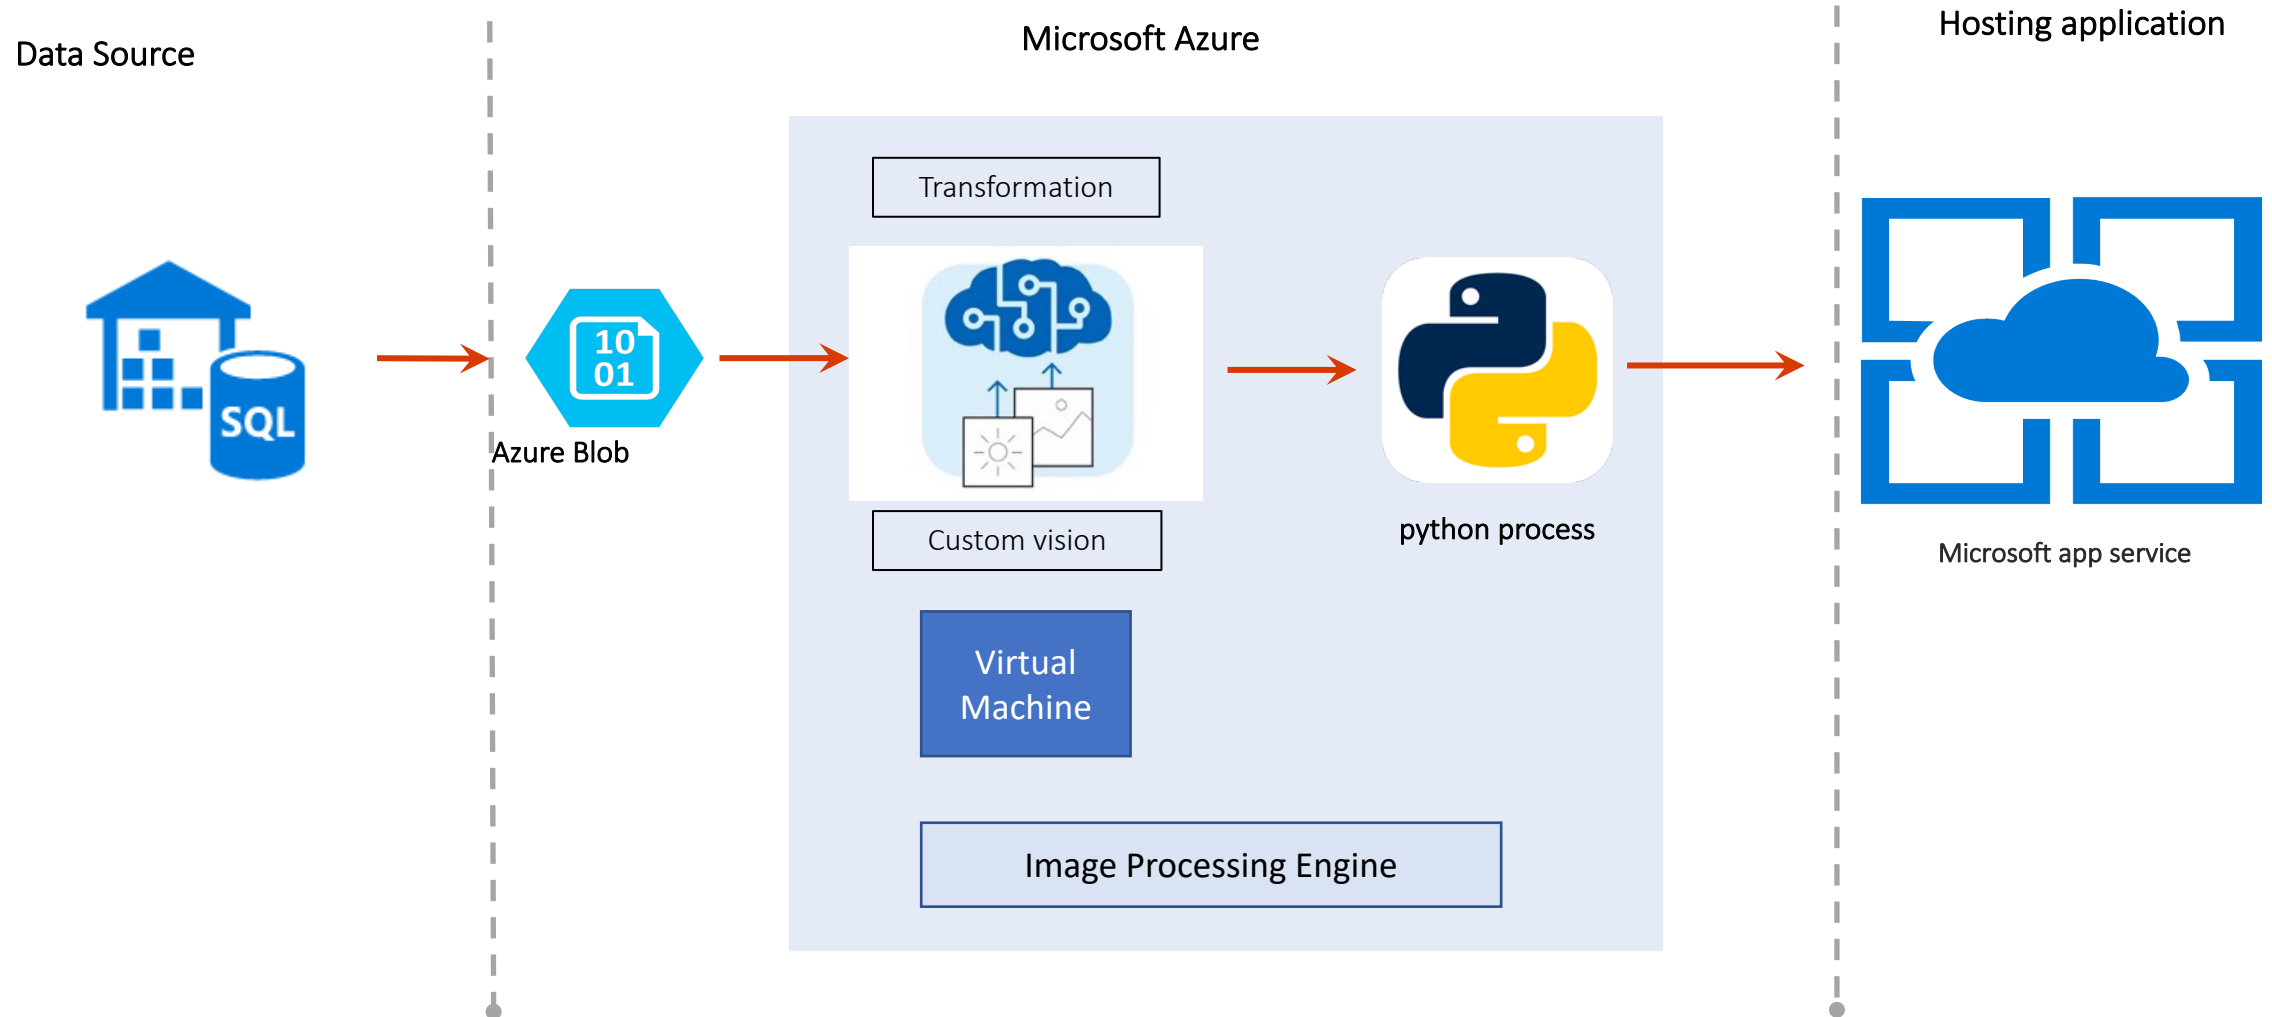 Data Source
Microsoft Azure
Hosting application
Transformation
10
01
SQL
Azure Blob
Custom vision
python process
Microsoft app service
Virtual
Machine
Image Processing Engine